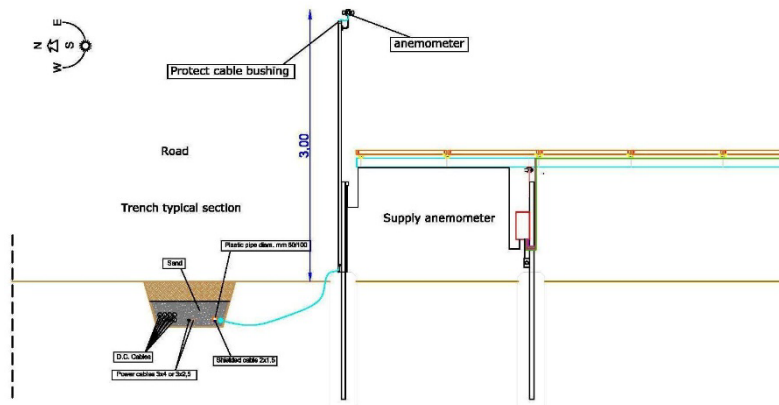 E
N
S
W
anemometer
Protect cable bushing
3.00
Road
Trench typical section
Supply anemometer
Plastic pipe diam. mm 50/100
Sand
D.C. Cables
Shielded cable 2x1.5
Power cables 3x4 or 3x2,5